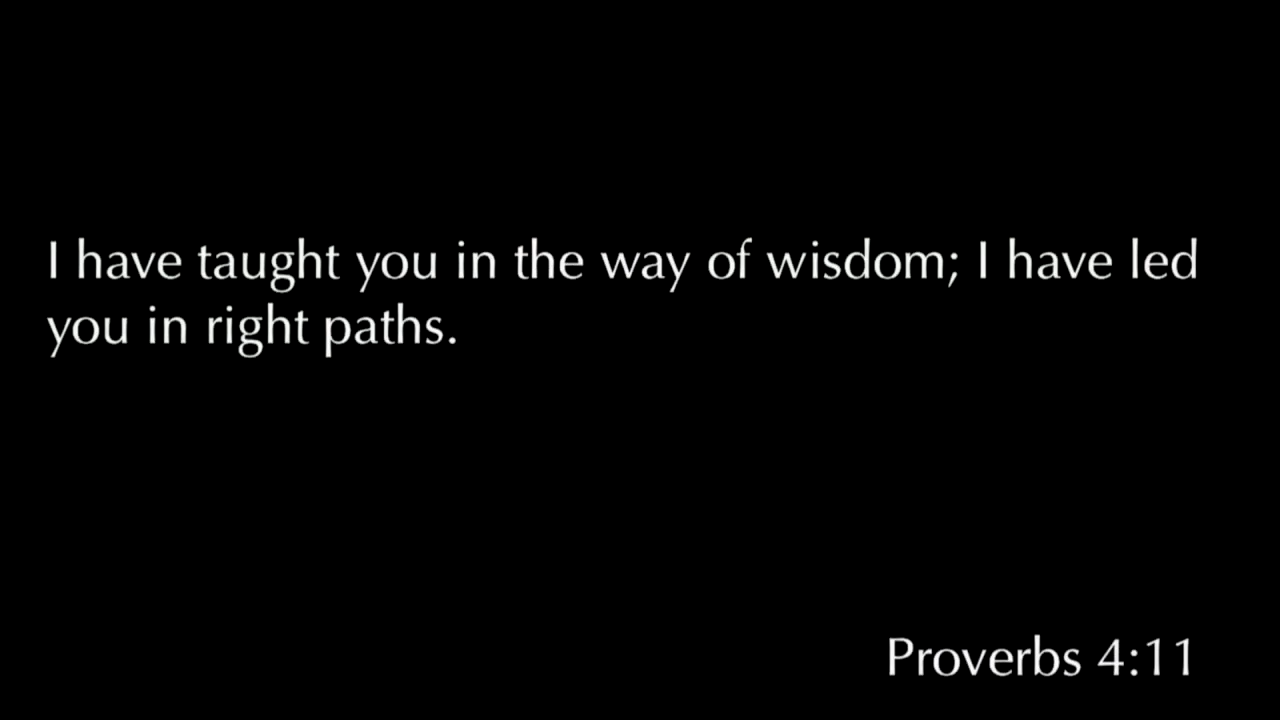 I have taught you in the way of wisdom; I have led
you in right paths.
Proverbs 4:11